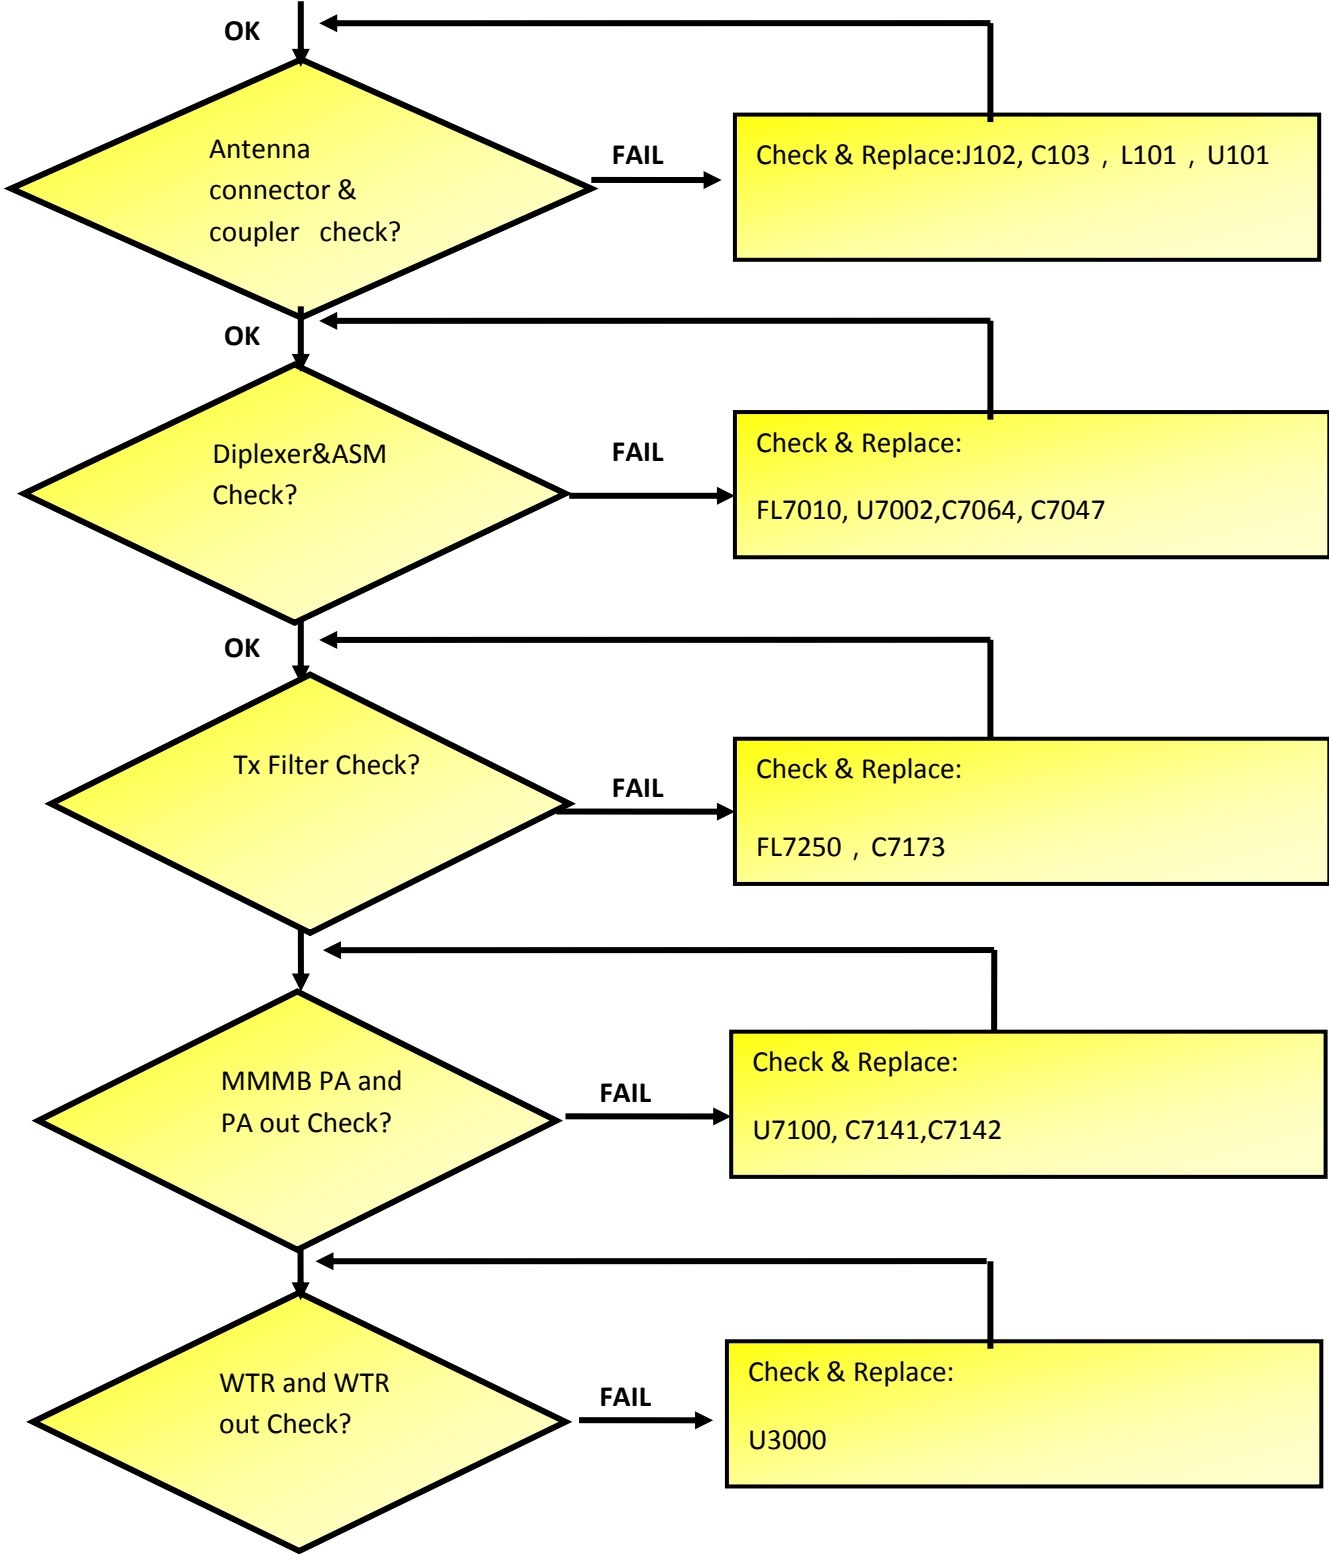 OK
Antenna
connector &
coupler check?
FAIL
Check & Replace:J102, C103 , L101 , U101
OK
Diplexer&ASM
Check?
FAIL
Check & Replace:
FL7010, U7002,C7064, C7047
OK
Tx Filter Check?
FAIL
Check & Replace:
FL7250 , C7173
MMMB PA and
PA out Check?
FAIL
Check & Replace:
U7100, C7141,C7142
WTR and WTR
out Check?
FAIL
Check & Replace:
U3000